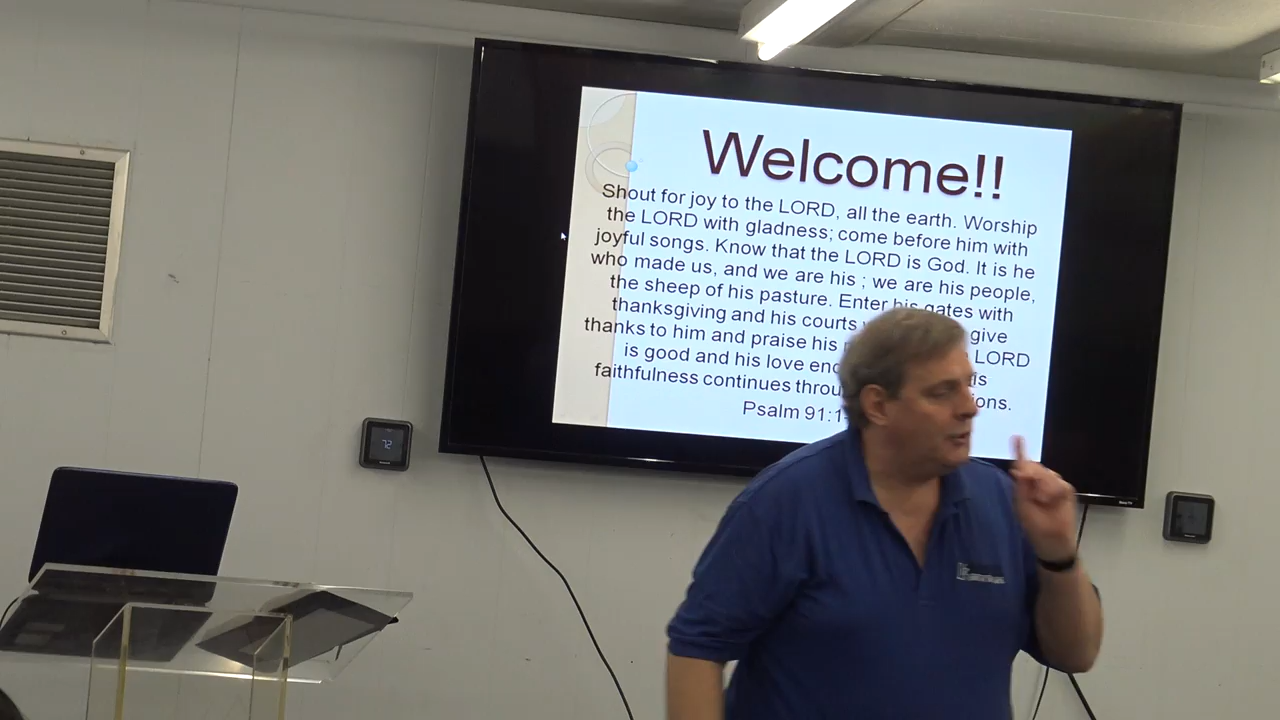 Welcome!!
Shout for joy to the LORD, all the earth. Worship
the LORD with gladness; come before him with
joyful songs. Know that the LORD is God. It is he
who made us, and we are his ; we are his people,
the sheep of his pasture. Enter his gates with
thanksgiving and his courts give
thanks to him and praise his LORD
is good and his love
faithfulness continues
Psalm 91:1
72